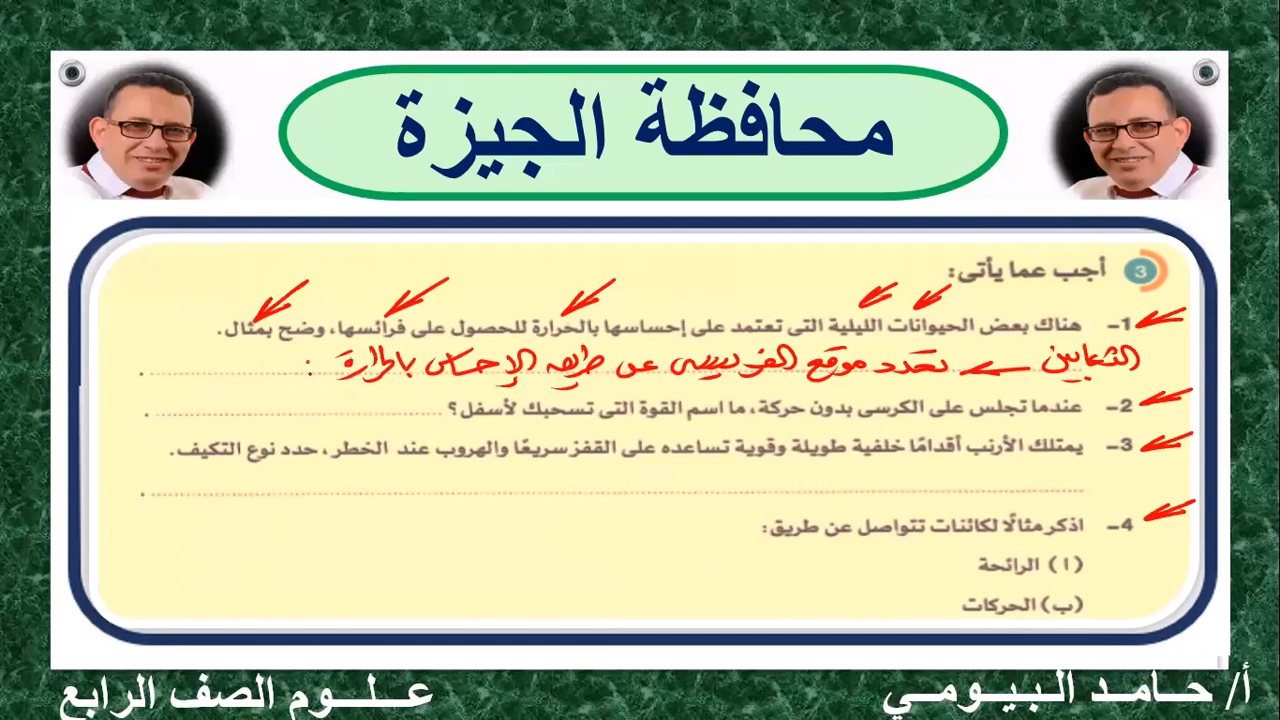 محافظة الجيزة
3 أجب عما يأتى:
1- هناك بعض الحيوانات الليلية التى تعتمد على إحساسها بالحرارة للحصول على فرائسها، وضح بمثال.
الثعابين تحدد موقع الفريسة عن طريق الإحساس بالحرارة
2- عندما تجلس على الكرسى بدون حركة، ما اسم القوة التى تسحبك لأسفل؟
3- يمتلك الأرنب أقدامًا خلفية طويلة وقوية تساعده على القفز سريعًا والهروب عند الخطر، حدد نوع التكيف.
4- اذكر مثالًا لكائنات تتواصل عن طريق:
(ا) الرائحة
(ب) الحركات
أ/ حـامـد الـبـيـومـي
عـلـــوم الصف الرابع